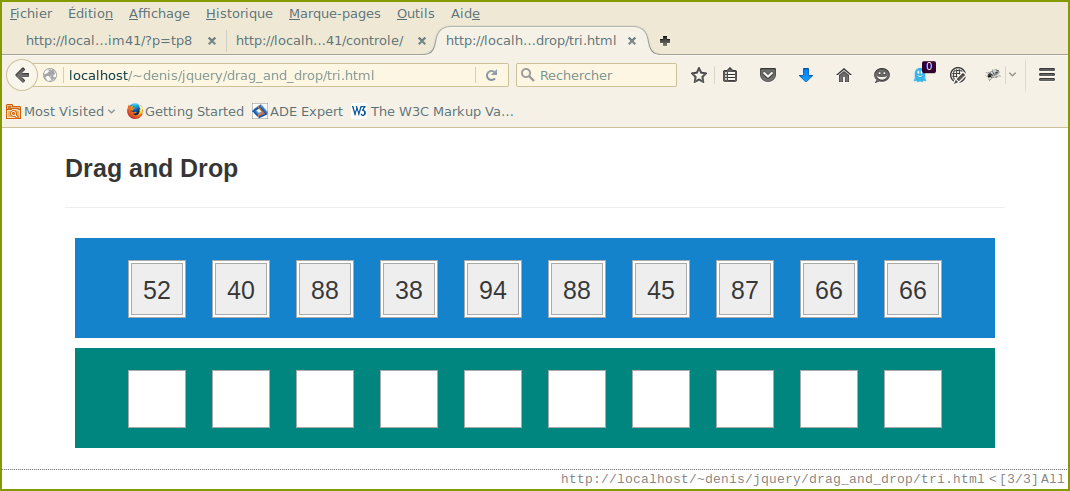 Fichier Édition Affichage Historique Marque-pages Outils Aide
http://local...im41/?p=tp8 http://localh...41/controle/ http://localh...drop/tri.html
localhost/~denis/jquery/drag_and_drop/tri.html Rechercher 0
Most Visited Getting Started ADE Expert W3 The W3C Markup Va...
Drag and Drop
52 40 88 38 94 88 45 87 66 66
http://localhost/~denis/jquery/drag_and_drop/tri.html <[3/3] All